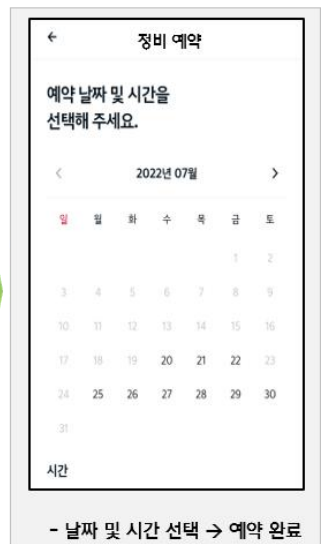 ← 정비 예약
예약 날짜 및 시간을
선택해 주세요.
< 2022년 07월 >
일 월 화 수 목 금 토
1 2
3 4 5 6 7 8 9
10 11 12 13 14 15 16
17 18 19 20 21 22 23
24 25 26 27 28 29 30
31
시간
- 날짜 및 시간 선택 → 예약 완료